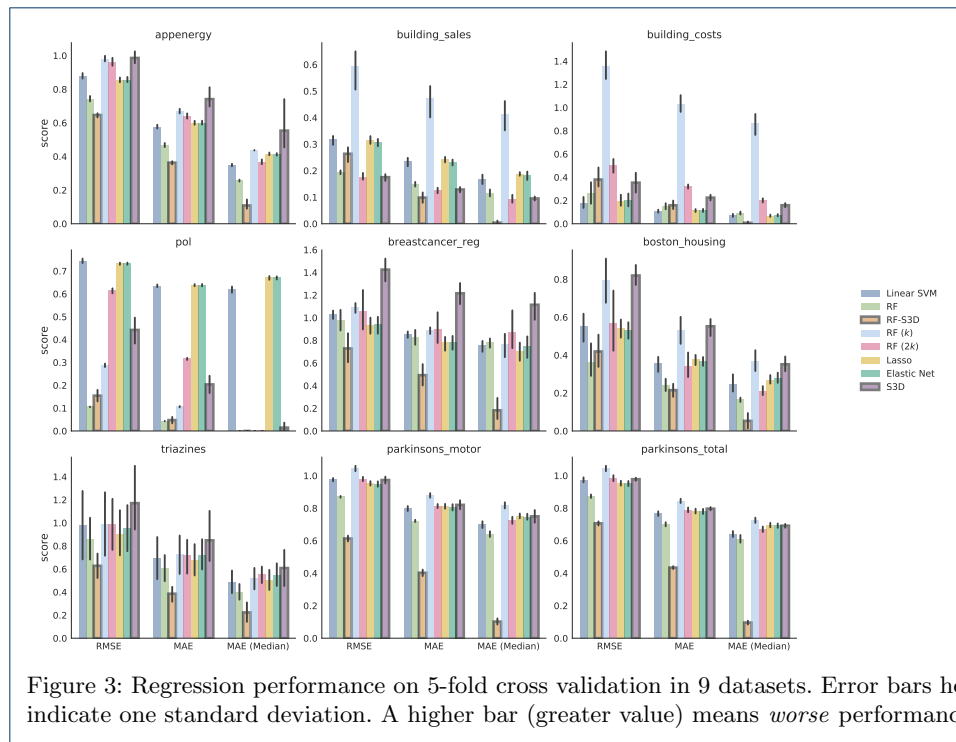 appenergy
building_sales
building_costs
score
1.0
0.8
0.6
0.4
0.2
0.0
0.6
0.5
0.4
0.3
0.2
0.1
0.0
1.4
1.2
1.0
0.8
0.6
0.4
0.2
0.0
pol
breastcancer_reg
boston_housing
score
0.7
0.6
0.5
0.4
0.3
0.2
0.1
0.0
1.6
1.4
1.2
1.0
0.8
0.6
0.4
0.2
0.0
0.8
0.6
0.4
0.2
0.0
Linear SVM
RF
RF-S3D
RF (k)
RF (2k)
Lasso
Elastic Net
S3D
triazines
parkinsons_motor
parkinsons_total
score
1.4
1.2
1.0
0.8
0.6
0.4
0.2
0.0
1.0
0.8
0.6
0.4
0.2
0.0
1.0
0.8
0.6
0.4
0.2
0.0
RMSE MAE MAE (Median)
RMSE MAE MAE (Median)
RMSE MAE MAE (Median)
Figure 3: Regression performance on 5-fold cross validation in 9 datasets. Error bars he
indicate one standard deviation. A higher bar (greater value) means worse performanc